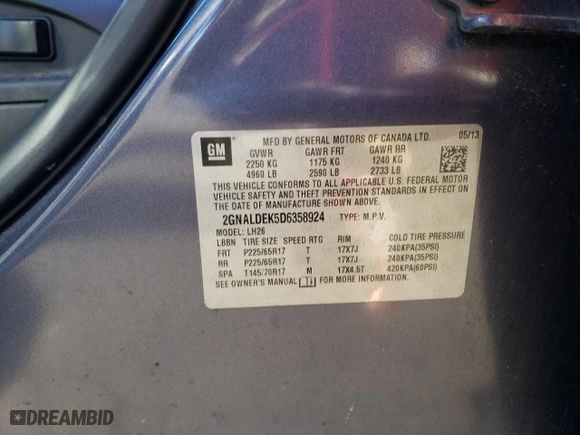 GM
MFD BY GENERAL MOTORS OF CANADA LTD. 05/13
GVWR GAWR FRT GAWR RR
2250 KG 1175 KG 1240 KG
4960 LB 2590 LB 2733 LB
THIS VEHICLE CONFORMS TO ALL APPLICABLE U.S. FEDERAL MOTOR
VEHICLE SAFETY AND THEFT PREVENTION STANDARDS IN EFFECT ON
THE DATE OF MANUFACTURE SHOWN ABOVE.
2GNALDEK5D6358924 TYPE: M.P.V.
MODEL: LH26
LBBN TIRE SIZE SPEED RTG RIM COLD TIRE PRESSURE
FRT P225/65R17 T 17X7J 240KPA(35PSI)
RR P225/65R17 T 17X7J 240KPA(35PSI)
SPA T145/70R17 M 17X4.5T 420KPA(60PSI)
SEE OWNER'S MANUAL FOR MORE INFORMATION.
DREAMBID